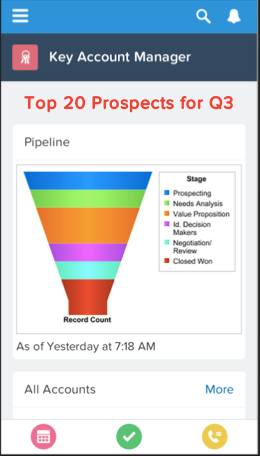 Key Account Manager
Top 20 Prospects for Q3
Pipeline
Stage
Prospecting
Needs Analysis
Value Proposition
Id. Decision
Makers
Negotiation/
Review
Closed Won
Record Count
As of Yesterday at 7:18 AM
All Accounts More